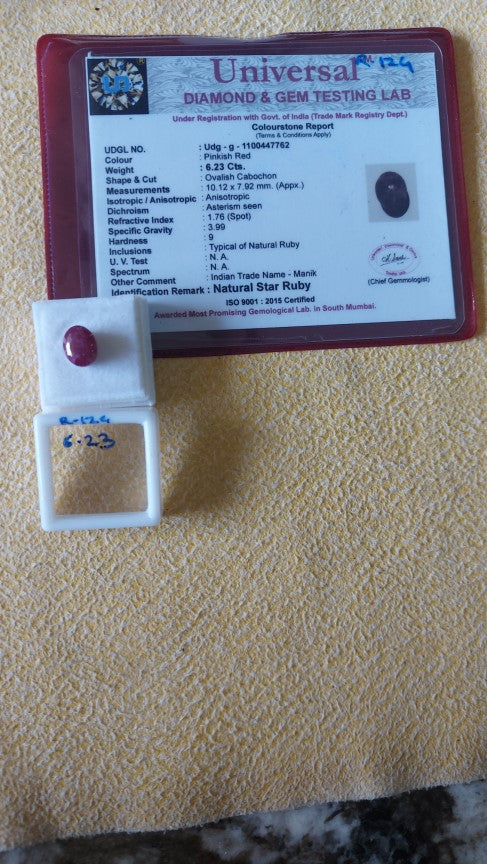 Universal
R-124
DIAMOND & GEM TESTING LAB
Under Registration with Govt. of India (Trade Mark Registry Dept.)
Colourstone Report
(Terms & Conditions Apply)
UDGL NO. : Udg - g - 1100447762
Colour : Pinkish Red
Weight : 6.23 Cts.
Shape & Cut : Ovalish Cabochon
Measurements : 10.12 x 7.92 mm. (Appx.)
Isotropic / Anisotropic : Anisotropic
Dichroism : Asterism seen
Refractive Index : 1.76 (Spot)
Specific Gravity : 3.99
Hardness : 9
Inclusions : Typical of Natural Ruby
U. V. Test : N. A.
Spectrum : N. A.
Other Comment : Indian Trade Name - Manik
Identification Remark : Natural Star Ruby
(Chief Gemmologist)
ISO 9001 : 2015 Certified
Awarded Most Promising Gemological Lab. in South Mumbai.
R-124
6.23